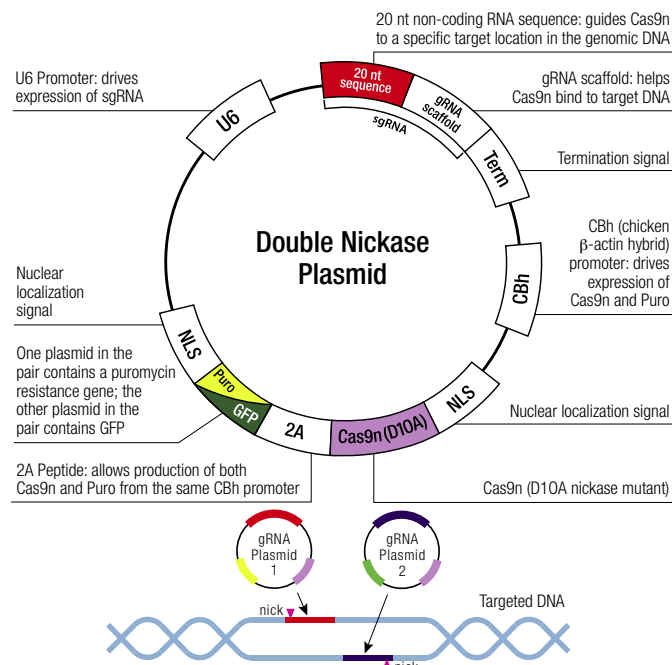 20 nt non-coding RNA sequence: guides Cas9n
to a specific target location in the genomic DNA
U6 Promoter: drives
expression of sgRNA
gRNA scaffold: helps
Cas9n bind to target DNA
20 nt
sequence
gRNA
scaffold
sgRNA
U6
Term
Termination signal
Double Nickase
Plasmid
CBh (chicken
β-actin hybrid)
promoter: drives
expression of
Cas9n and Puro
CBh
Nuclear
localization
signal
NLS
One plasmid in the
pair contains a puromycin
resistance gene; the
other plasmid in the
pair contains GFP
Puro
GFP
2A
Cas9n (D10A)
NLS
Nuclear localization signal
2A Peptide: allows production of both
Cas9n and Puro from the same CBh promoter
Cas9n (D10A nickase mutant)
gRNA
Plasmid
1
gRNA
Plasmid
2
nick
Targeted DNA
nick